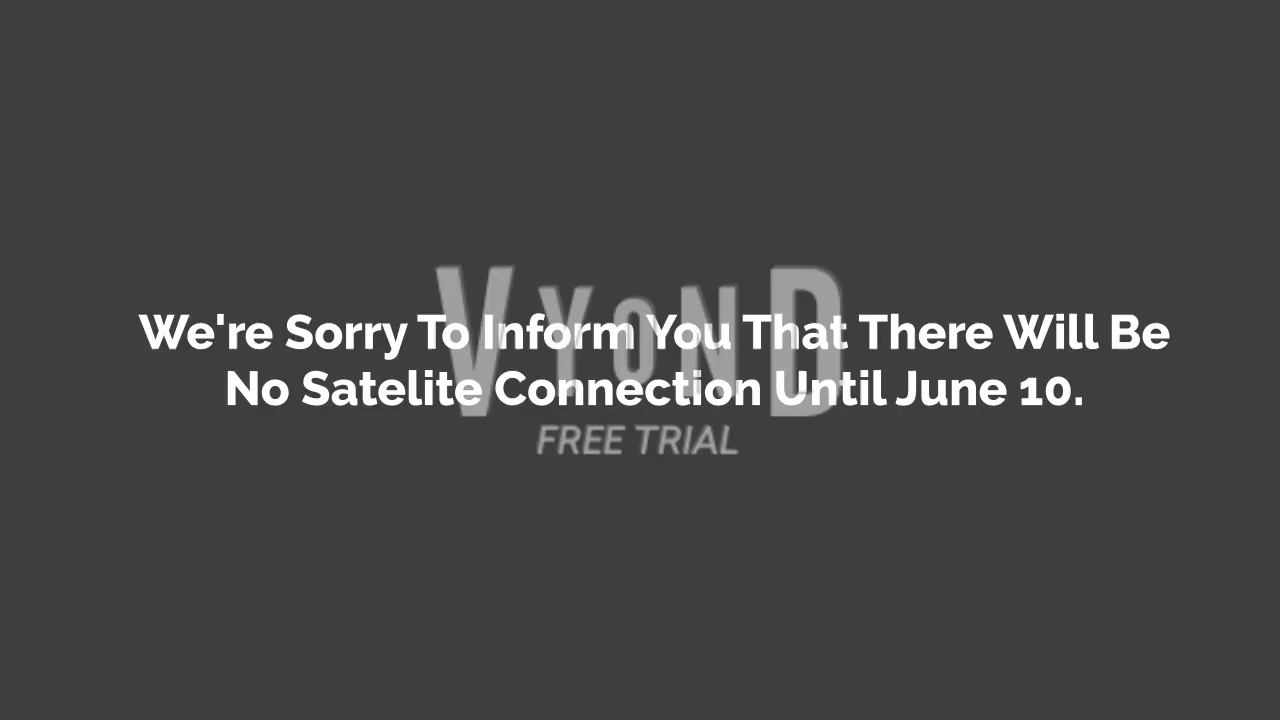 We're Sorry To Inform You That There Will Be
No Satelite Connection Until June 10.
VYOND
FREE TRIAL